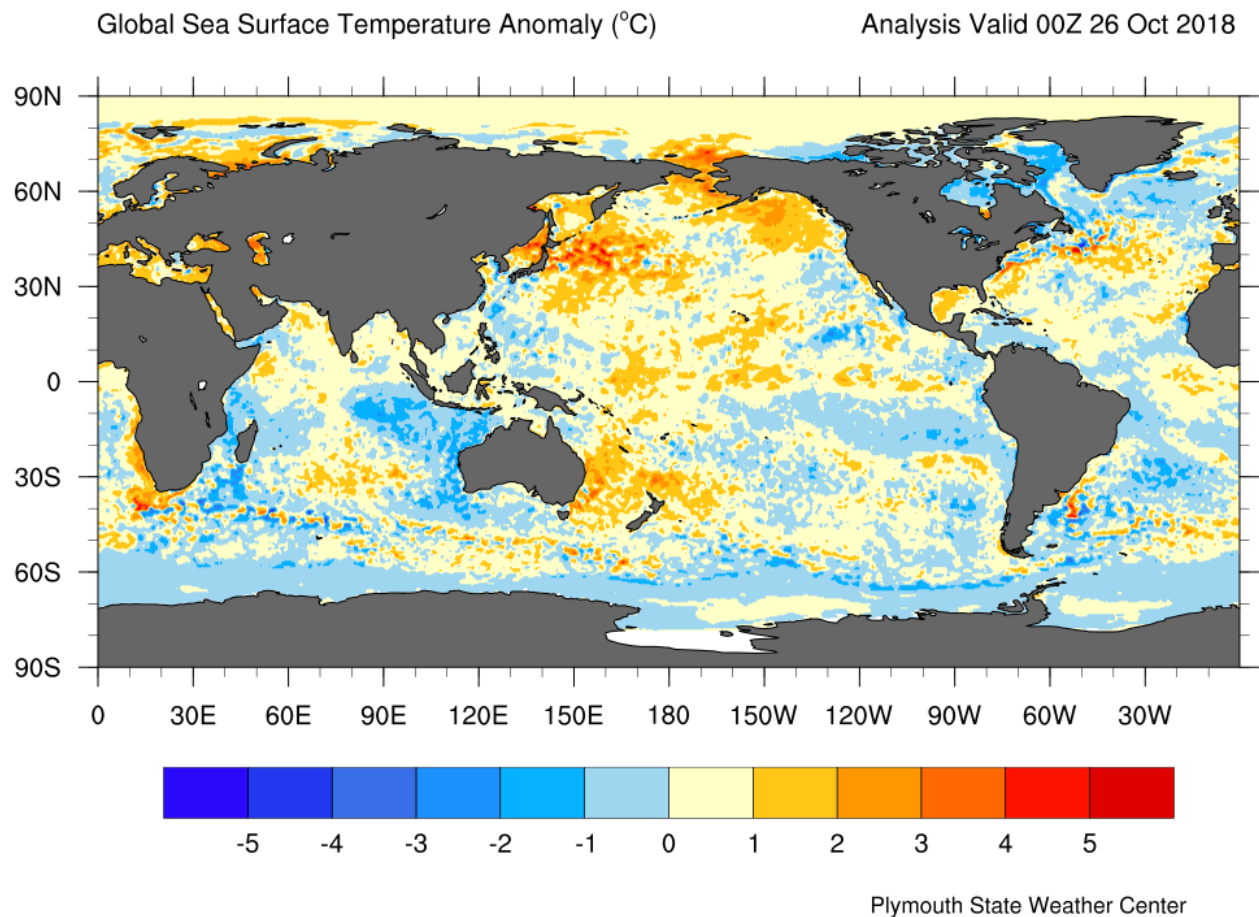 Global Sea Surface Temperature Anomaly (°C)
Analysis Valid 00Z 26 Oct 2018
90N
60N
30N
0
30S
60S
90S
0 30E 60E 90E 120E 150E 180 150W 120W 90W 60W 30W
-5 -4 -3 -2 -1 0 1 2 3 4 5
Plymouth State Weather Center